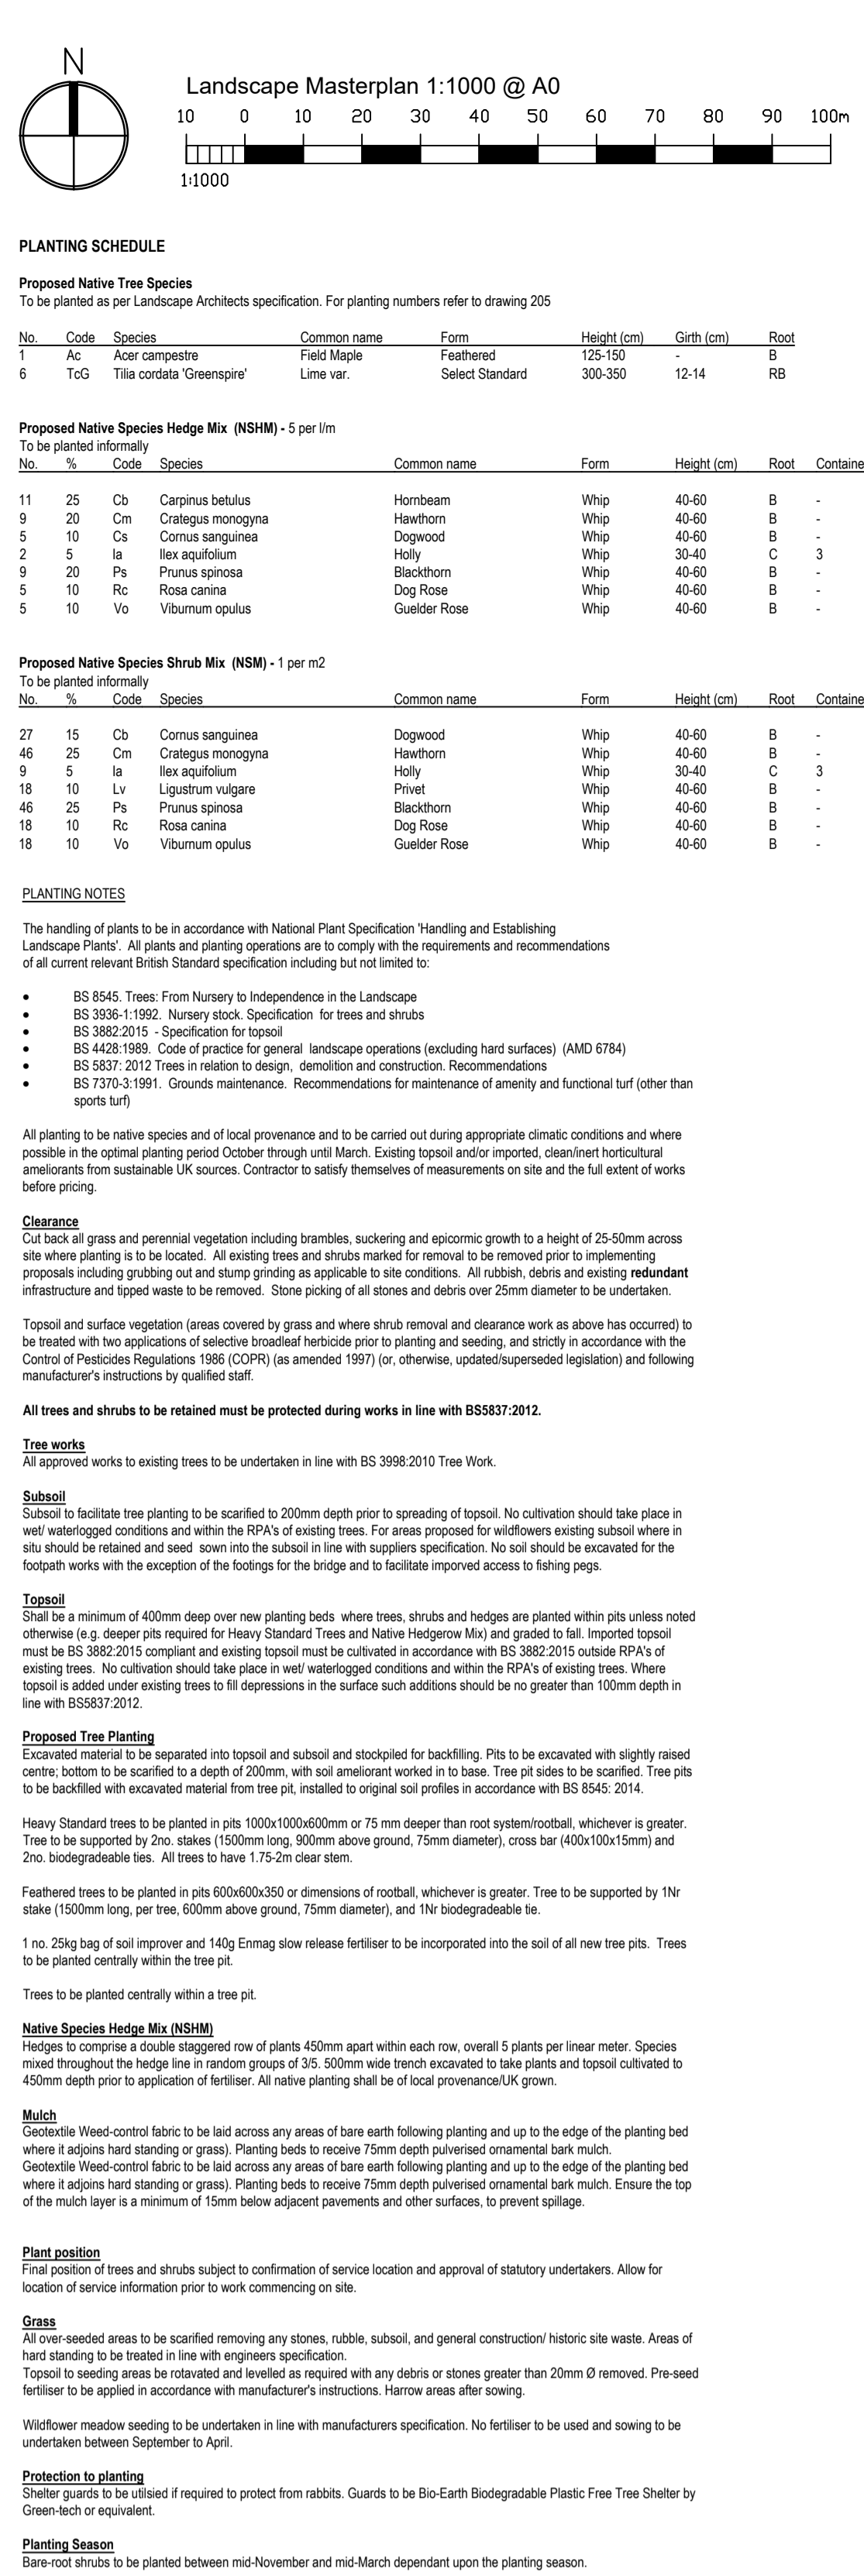 N
Landscape Masterplan 1:1000 @ A0
10 0 10 20 30 40 50 60 70 80 90 100m
1:1000
PLANTING SCHEDULE
Proposed Native Tree Species
To be planted as per Landscape Architects specification. For planting numbers refer to drawing 205
No. Code Species Common name Form Height (cm) Girth (cm) Root
1 Ac Acer campestre Field Maple Feathered 125-150 - B
6 TcG Tilia cordata 'Greenspire' Lime var. Select Standard 300-350 12-14 RB
Proposed Native Species Hedge Mix (NSHM) - 5 per l/m
To be planted informally
No. % Code Species Common name Form Height (cm) Root Containe
11 25 Cb Carpinus betulus Hornbeam Whip 40-60 B -
9 20 Cm Crategus monogyna Hawthorn Whip 40-60 B -
5 10 Cs Cornus sanguinea Dogwood Whip 40-60 B -
2 5 Ia Ilex aquifolium Holly Whip 30-40 C 3
9 20 Ps Prunus spinosa Blackthorn Whip 40-60 B -
5 10 Rc Rosa canina Dog Rose Whip 40-60 B -
5 10 Vo Viburnum opulus Guelder Rose Whip 40-60 B -
Proposed Native Species Shrub Mix (NSM) - 1 per m2
To be planted informally
No. % Code Species Common name Form Height (cm) Root Containe
27 15 Cb Cornus sanguinea Dogwood Whip 40-60 B -
46 25 Cm Crategus monogyna Hawthorn Whip 40-60 B -
9 5 Ia Ilex aquifolium Holly Whip 30-40 C 3
18 10 Lv Ligustrum vulgare Privet Whip 40-60 B -
46 25 Ps Prunus spinosa Blackthorn Whip 40-60 B -
18 10 Rc Rosa canina Dog Rose Whip 40-60 B -
18 10 Vo Viburnum opulus Guelder Rose Whip 40-60 B -
PLANTING NOTES
The handling of plants to be in accordance with National Plant Specification 'Handling and Establishing
Landscape Plants'. All plants and planting operations are to comply with the requirements and recommendations
of all current relevant British Standard specification including but not limited to:
• BS 8545. Trees: From Nursery to Independence in the Landscape
• BS 3936-1:1992. Nursery stock. Specification for trees and shrubs
• BS 3882:2015 - Specification for topsoil
• BS 4428:1989. Code of practice for general landscape operations (excluding hard surfaces) (AMD 6784)
• BS 5837: 2012 Trees in relation to design, demolition and construction. Recommendations
• BS 7370-3:1991. Grounds maintenance. Recommendations for maintenance of amenity and functional turf (other than
sports turf)
All planting to be native species and of local provenance and to be carried out during appropriate climatic conditions and where
possible in the optimal planting period October through until March. Existing topsoil and/or imported, clean/inert horticultural
ameliorants from sustainable UK sources. Contractor to satisfy themselves of measurements on site and the full extent of works
before pricing.
Clearance
Cut back all grass and perennial vegetation including brambles, suckering and epicormic growth to a height of 25-50mm across
site where planting is to be located. All existing trees and shrubs marked for removal to be removed prior to implementing
proposals including grubbing out and stump grinding as applicable to site conditions. All rubbish, debris and existing redundant
infrastructure and tipped waste to be removed. Stone picking of all stones and debris over 25mm diameter to be undertaken.
Topsoil and surface vegetation (areas covered by grass and where shrub removal and clearance work as above has occurred) to
be treated with two applications of selective broadleaf herbicide prior to planting and seeding, and strictly in accordance with the
Control of Pesticides Regulations 1986 (COPR) (as amended 1997) (or, otherwise, updated/superseded legislation) and following
manufacturer's instructions by qualified staff.
All trees and shrubs to be retained must be protected during works in line with BS5837:2012.
Tree works
All approved works to existing trees to be undertaken in line with BS 3998:2010 Tree Work.
Subsoil
Subsoil to facilitate tree planting to be scarified to 200mm depth prior to spreading of topsoil. No cultivation should take place in
wet/ waterlogged conditions and within the RPA's of existing trees. For areas proposed for wildflowers existing subsoil where in
situ should be retained and seed sown into the subsoil in line with suppliers specification. No soil should be excavated for the
footpath works with the exception of the footings for the bridge and to facilitate imporved access to fishing pegs.
Topsoil
Shall be a minimum of 400mm deep over new planting beds where trees, shrubs and hedges are planted within pits unless noted
otherwise (e.g. deeper pits required for Heavy Standard Trees and Native Hedgerow Mix) and graded to fall. Imported topsoil
must be BS 3882:2015 compliant and existing topsoil must be cultivated in accordance with BS 3882:2015 outside RPA's of
existing trees. No cultivation should take place in wet/ waterlogged conditions and within the RPA's of existing trees. Where
topsoil is added under existing trees to fill depressions in the surface such additions should be no greater than 100mm depth in
line with BS5837:2012.
Proposed Tree Planting
Excavated material to be separated into topsoil and subsoil and stockpiled for backfilling. Pits to be excavated with slightly raised
centre; bottom to be scarified to a depth of 200mm, with soil ameliorant worked in to base. Tree pit sides to be scarified. Tree pits
to be backfilled with excavated material from tree pit, installed to original soil profiles in accordance with BS 8545: 2014.
Heavy Standard trees to be planted in pits 1000x1000x600mm or 75 mm deeper than root system/rootball, whichever is greater.
Tree to be supported by 2no. stakes (1500mm long, 900mm above ground, 75mm diameter), cross bar (400x100x15mm) and
2no. biodegradeable ties. All trees to have 1.75-2m clear stem.
Feathered trees to be planted in pits 600x600x350 or dimensions of rootball, whichever is greater. Tree to be supported by 1Nr
stake (1500mm long, per tree, 600mm above ground, 75mm diameter), and 1Nr biodegradeable tie.
1 no. 25kg bag of soil improver and 140g Enmag slow release fertiliser to be incorporated into the soil of all new tree pits. Trees
to be planted centrally within the tree pit.
Trees to be planted centrally within a tree pit.
Native Species Hedge Mix (NSHM)
Hedges to comprise a double staggered row of plants 450mm apart within each row, overall 5 plants per linear meter. Species
mixed throughout the hedge line in random groups of 3/5. 500mm wide trench excavated to take plants and topsoil cultivated to
450mm depth prior to application of fertiliser. All native planting shall be of local provenance/UK grown.
Mulch
Geotextile Weed-control fabric to be laid across any areas of bare earth following planting and up to the edge of the planting bed
where it adjoins hard standing or grass). Planting beds to receive 75mm depth pulverised ornamental bark mulch.
Geotextile Weed-control fabric to be laid across any areas of bare earth following planting and up to the edge of the planting bed
where it adjoins hard standing or grass). Planting beds to receive 75mm depth pulverised ornamental bark mulch. Ensure the top
of the mulch layer is a minimum of 15mm below adjacent pavements and other surfaces, to prevent spillage.
Plant position
Final position of trees and shrubs subject to confirmation of service location and approval of statutory undertakers. Allow for
location of service information prior to work commencing on site.
Grass
All over-seeded areas to be scarified removing any stones, rubble, subsoil, and general construction/ historic site waste. Areas of
hard standing to be treated in line with engineers specification.
Topsoil to seeding areas be rotavated and levelled as required with any debris or stones greater than 20mm Ø removed. Pre-seed
fertiliser to be applied in accordance with manufacturer's instructions. Harrow areas after sowing.
Wildflower meadow seeding to be undertaken in line with manufacturers specification. No fertiliser to be used and sowing to be
undertaken between September to April.
Protection to planting
Shelter guards to be utilsied if required to protect from rabbits. Guards to be Bio-Earth Biodegradable Plastic Free Tree Shelter by
Green-tech or equivalent.
Planting Season
Bare-root shrubs to be planted between mid-November and mid-March dependant upon the planting season.